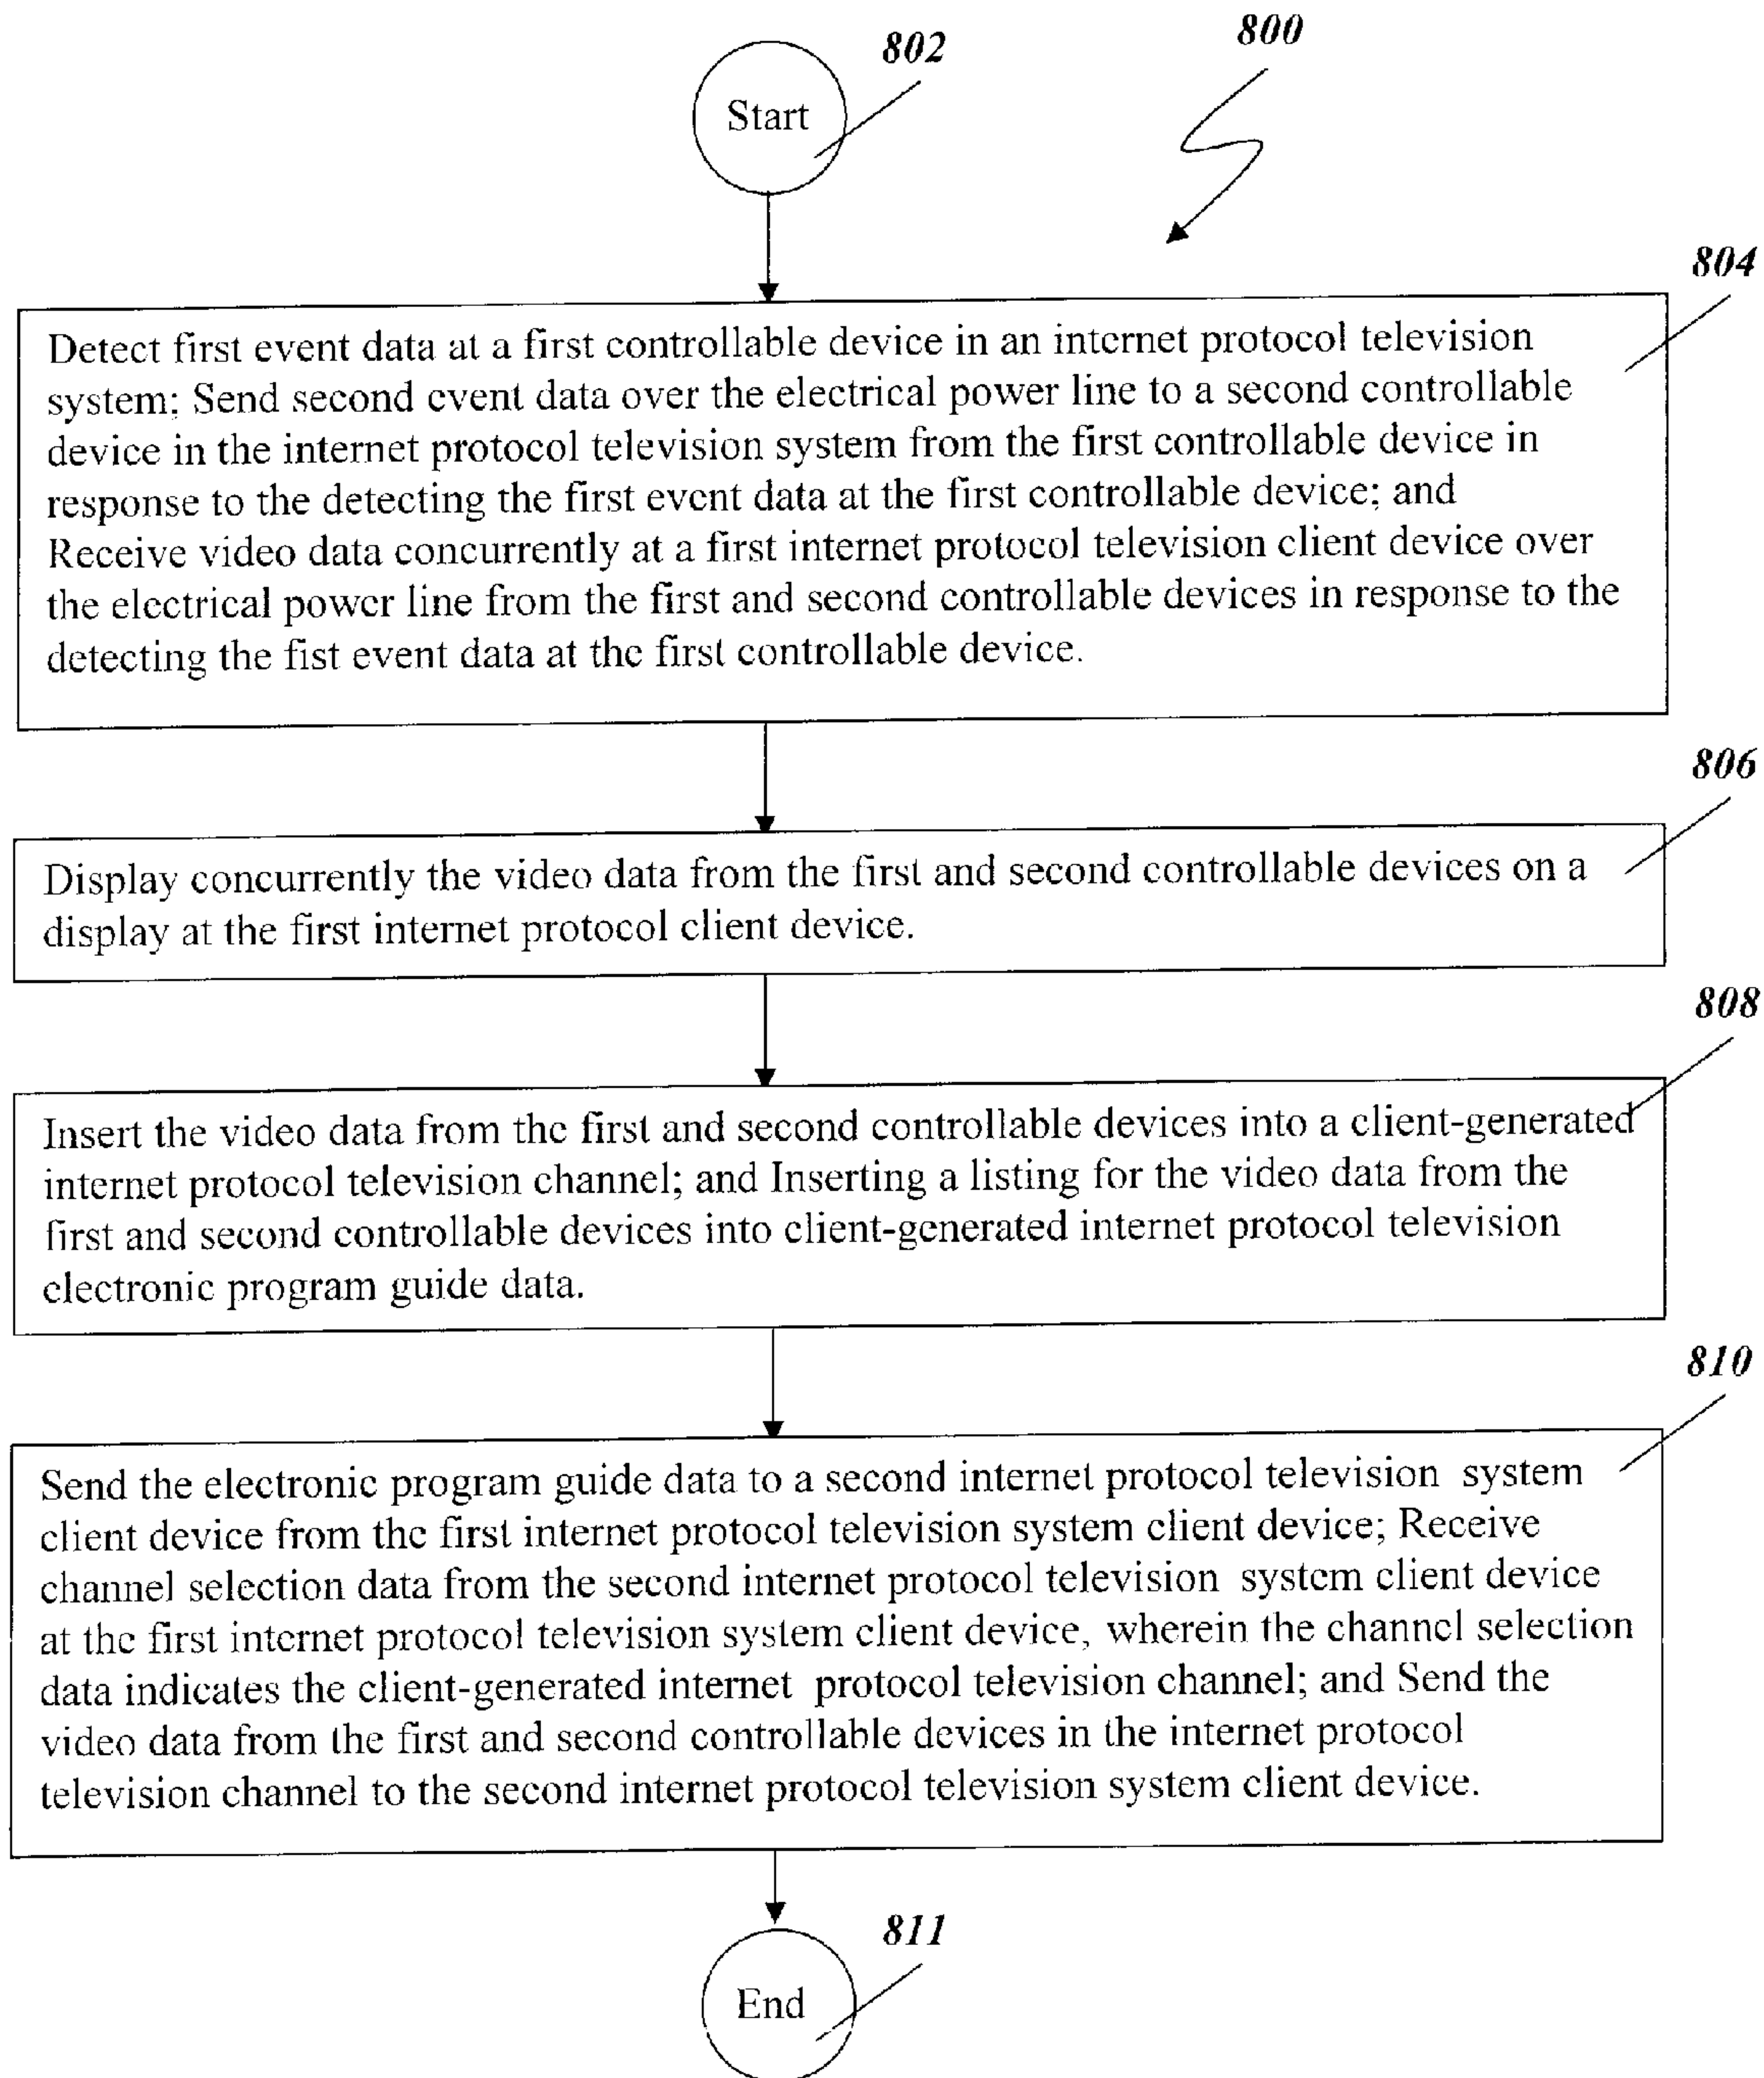 802
800
Start
804
Detect first event data at a first controllable device in an internet protocol television
system; Send second event data over the electrical power line to a second controllable
device in the internet protocol television system from the first controllable device in
response to the detecting the first event data at the first controllable device; and
Receive video data concurrently at a first internet protocol television client device over
the electrical power line from the first and second controllable devices in response to the
detecting the fist event data at the first controllable device.
806
Display concurrently the video data from the first and second controllable devices on a
display at the first internet protocol client device.
808
Insert the video data from the first and second controllable devices into a client-generated
internet protocol television channel; and Inserting a listing for the video data from the
first and second controllable devices into client-generated internet protocol television
electronic program guide data.
810
Send the electronic program guide data to a second internet protocol television system
client device from the first internet protocol television system client device; Receive
channel selection data from the second internet protocol television system client device
at the first internet protocol television system client device, wherein the channel selection
data indicates the client-generated internet protocol television channel; and Send the
video data from the first and second controllable devices in the internet protocol
television channel to the second internet protocol television system client device.
811
End